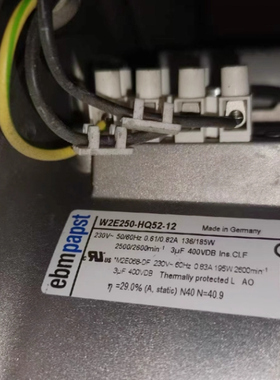 ebmpapst
W2E250-HQ52-12
Made in Germany
230V~ 50/60Hz 0.61/0.82A 136/185W
2500/2600min⁻¹ 3µF 400VDB Ins.Cl.F
*M2E068-DF 230V~ 60Hz 0.83A 195W 2600min⁻¹
3µF 400VDB Thermally protected L AO
η =29.0% (A, static) N40 N=40.9